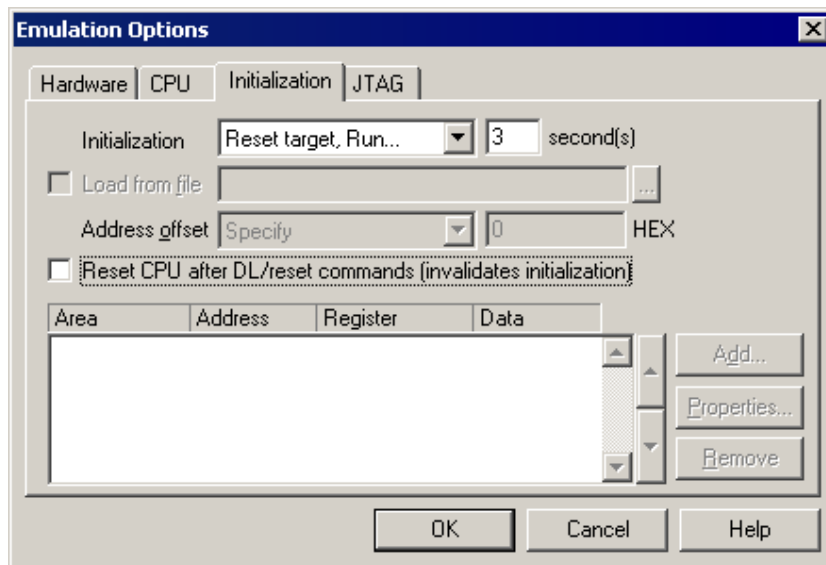 Emulation Options
Hardware CPU Initialization JTAG
Initialization Reset target, Run... 3 second(s)
Load from file ...
Address offset Specify 0 HEX
Reset CPU after DL/reset commands (invalidates initialization)
Area Address Register Data
Add...
Properties...
Remove
OK Cancel Help